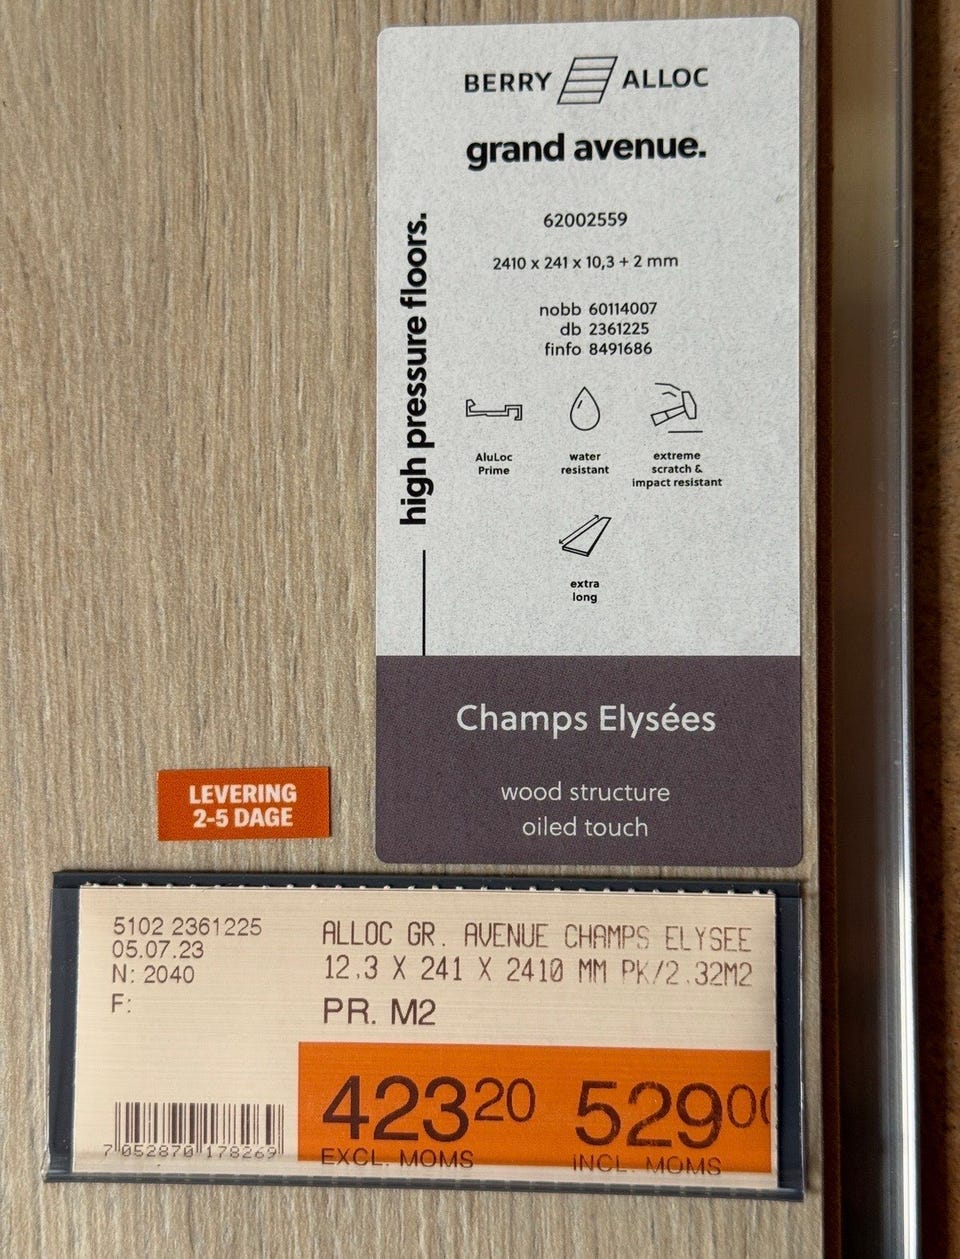 BERRY ALLOC
grand avenue.
62002559
2410 x 241 x 10,3 + 2 mm
nobb 60114007
db 2361225
finfo 8491686
high pressure floors.
AluLoc
Prime
water
resistant
extreme
scratch &
impact resistant
extra
long
Champs Elysées
wood structure
oiled touch
LEVERING
2-5 DAGE
5102 2361225
05.07.23
N: 2040
F:
ALLOC GR. AVENUE CHAMPS ELYSEE
12,3 X 241 X 2410 MM PK/2,32M2
PR. M2
423 20
EXCL. MOMS
529 00
INCL. MOMS
7 052870 178269